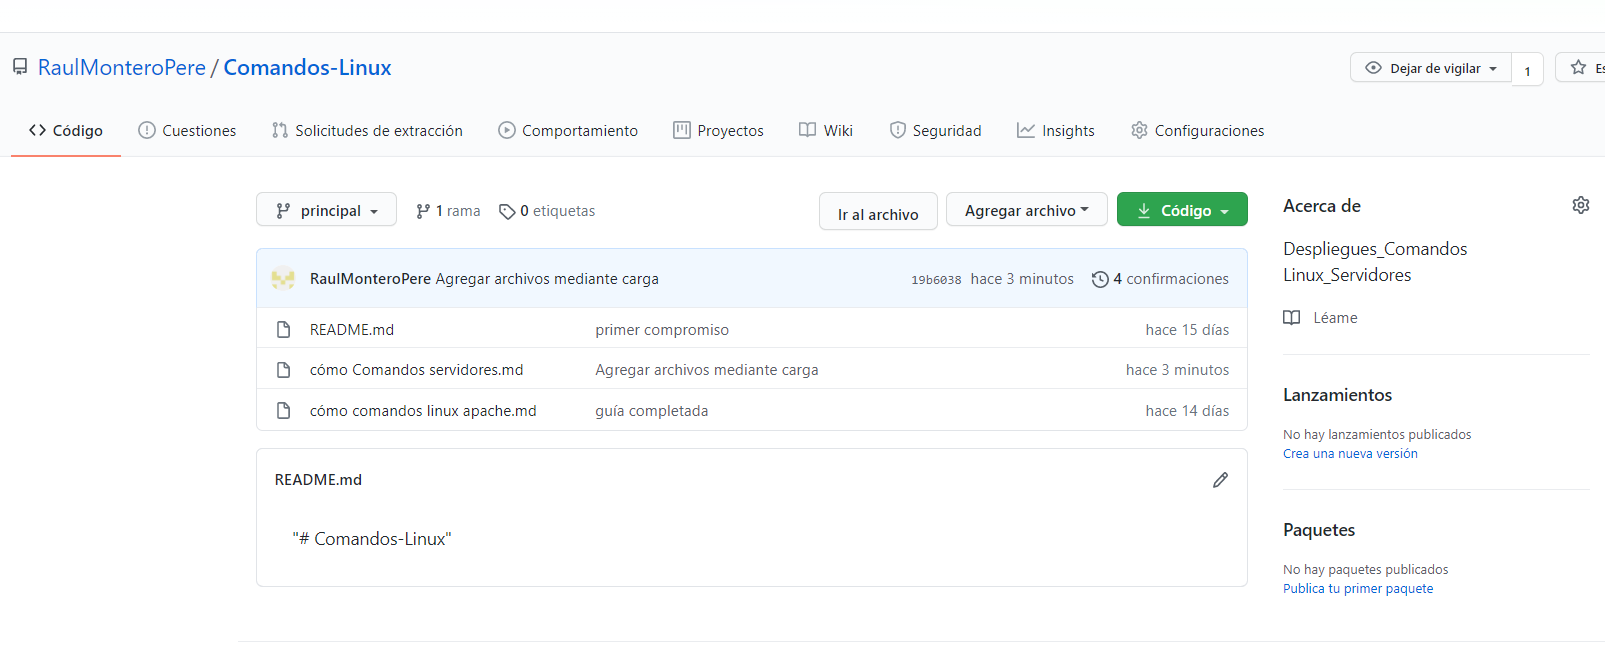 RaulMonteroPere / Comandos-Linux
Dejar de vigilar 1
Código Cuestiones Solicitudes de extracción Comportamiento Proyectos Wiki Seguridad Insights Configuraciones
principal 1 rama 0 etiquetas Ir al archivo Agregar archivo Código
RaulMonteroPere Agregar archivos mediante carga 19b6038 hace 3 minutos 4 confirmaciones
README.md primer compromiso hace 15 días
cómo Comandos servidores.md Agregar archivos mediante carga hace 3 minutos
cómo comandos linux apache.md guía completada hace 14 días
README.md
"# Comandos-Linux"
Acerca de
Despliegues_Comandos
Linux_Servidores
Léame
Lanzamientos
No hay lanzamientos publicados
Crea una nueva versión
Paquetes
No hay paquetes publicados
Publica tu primer paquete